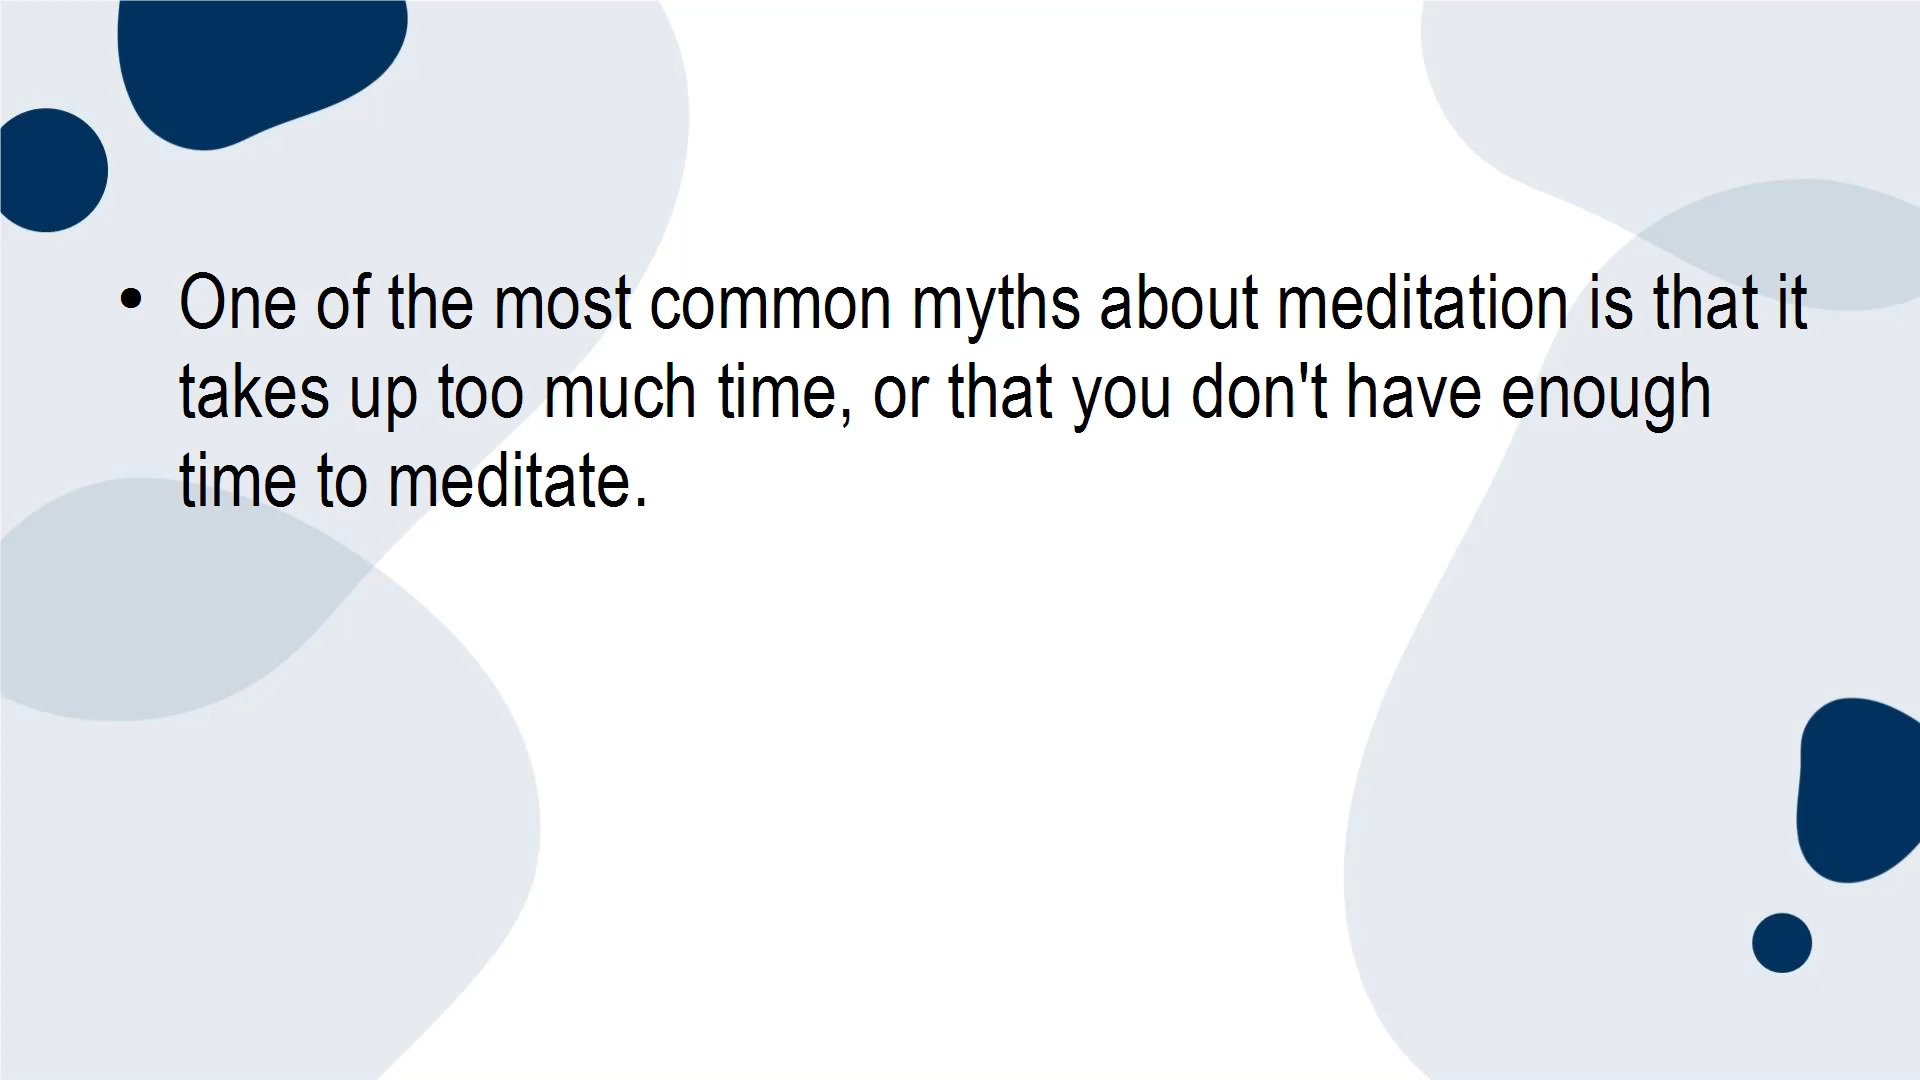 • One of the most common myths about meditation is that it
takes up too much time, or that you don't have enough
time to meditate.